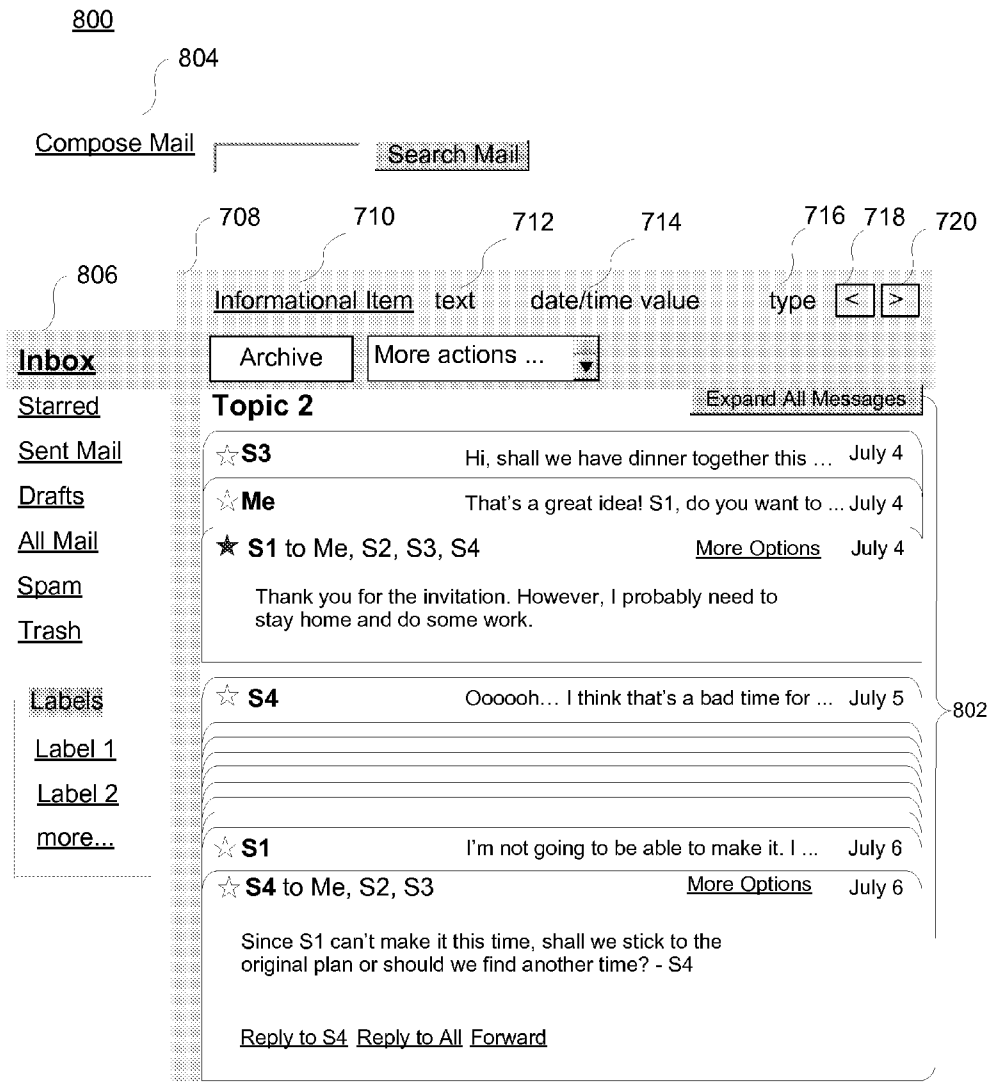 800
804
Compose Mail Search Mail
708 710 712 714 716 718 720
806
Informational Item text date/time value type < >
Inbox Archive More actions ...
Starred Topic 2 Expand All Messages
S3 Hi, shall we have dinner together this ... July 4
Sent Mail
Drafts Me That's a great idea! S1, do you want to ... July 4
All Mail S1 to Me, S2, S3, S4 More Options July 4
Spam Thank you for the invitation. However, I probably need to
stay home and do some work.
Trash
Labels S4 Oooooh... I think that's a bad time for ... July 5
802
Label 1
Label 2
more...
S1 I'm not going to be able to make it. I ... July 6
S4 to Me, S2, S3 More Options July 6
Since S1 can't make it this time, shall we stick to the
original plan or should we find another time? - S4
Reply to S4 Reply to All Forward